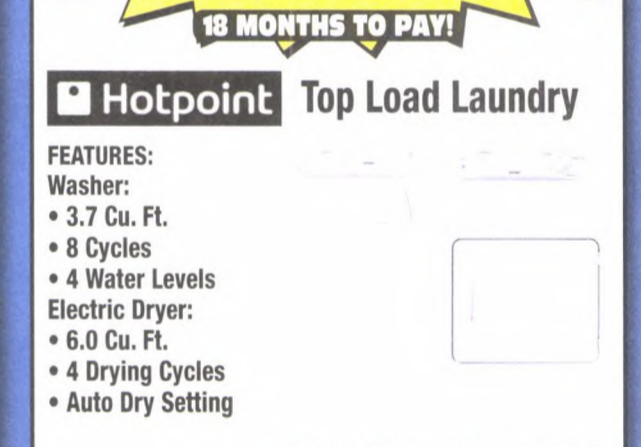 18 MONTHS TO PAY!
Hotpoint Top Load Laundry
FEATURES:
Washer:
• 3.7 Cu. Ft.
• 8 Cycles
• 4 Water Levels
Electric Dryer:
• 6.0 Cu. Ft.
• 4 Drying Cycles
• Auto Dry Setting